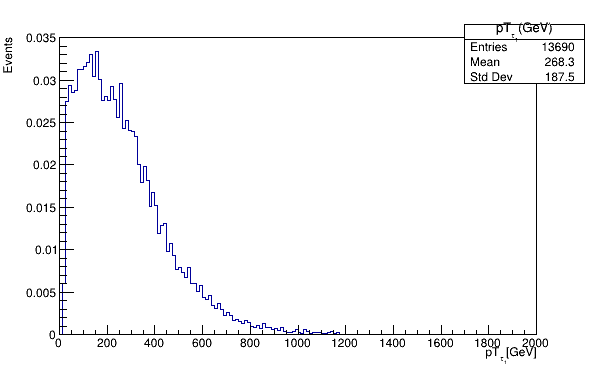 pT_τ₁(GeV)
Entries 13690
Mean 268.3
Std Dev 187.5
Events
0.035
0.03
0.025
0.02
0.015
0.01
0.005
0
0 200 400 600 800 1000 1200 1400 1600 1800 2000
pT_τ₁[GeV]